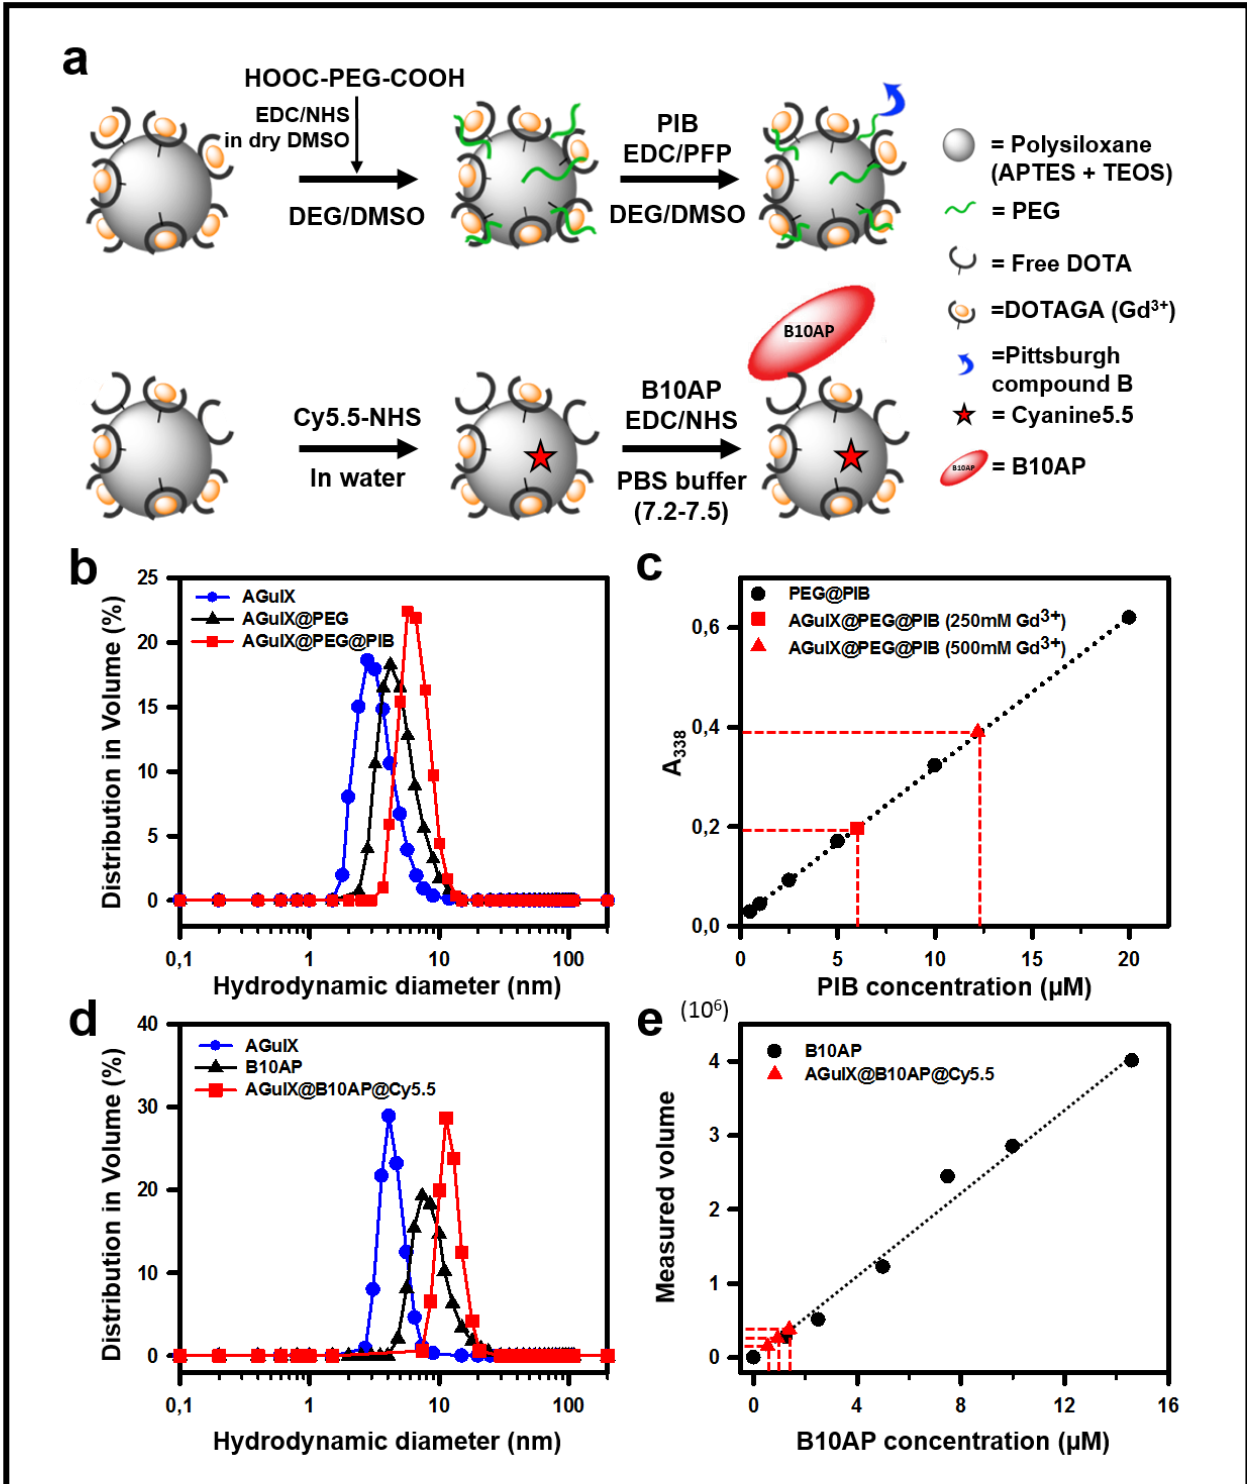 a
HOOC-PEG-COOH
EDC/NHS
in dry DMSO
DEG/DMSO
PIB
EDC/PFP
DEG/DMSO
= Polysiloxane
(APTES + TEOS)
= PEG
= Free DOTA
=DOTAGA (Gd³⁺)
=Pittsburgh
compound B
= Cyanine5.5
B10AP
= B10AP
Cy5.5-NHS
In water
B10AP
B10AP
EDC/NHS
PBS buffer
(7.2-7.5)
b
Distribution in Volume (%)
25
20
15
10
5
0
AGuIX
AGuIX@PEG
AGuIX@PEG@PIB
0,1
1
10
100
Hydrodynamic diameter (nm)
c
A₃₃₈
0,6
0,4
0,2
0,0
PEG@PIB
AGuIX@PEG@PIB (250mM Gd³⁺)
AGuIX@PEG@PIB (500mM Gd³⁺)
0
5
10
15
20
PIB concentration (µM)
d
Distribution in Volume (%)
40
30
20
10
0
AGuIX
B10AP
AGuIX@B10AP@Cy5.5
0,1
1
10
100
Hydrodynamic diameter (nm)
e
(10⁶)
Measured volume
4
3
2
1
0
B10AP
AGuIX@B10AP@Cy5.5
0
4
8
12
16
B10AP concentration (µM)